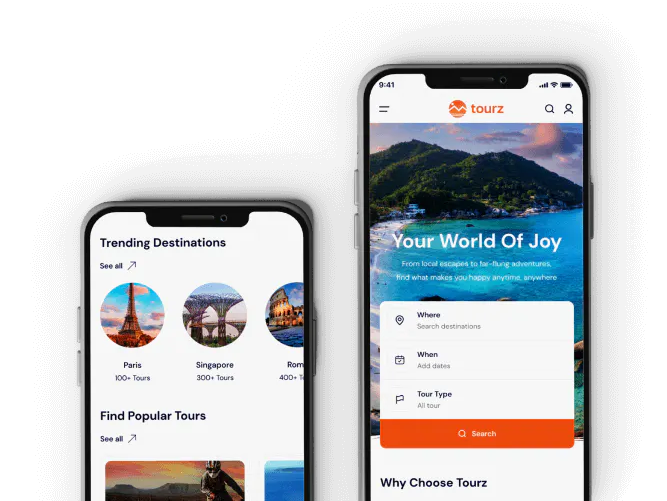 Trending Destinations
See all
Paris
100+ Tours
Singapore
300+ Tours
Rom
400+ T
Find Popular Tours
See all
9:41
tourz
Your World Of Joy
From local escapes to far-flung adventures,
find what makes you happy anytime, anywhere
Where
Search destinations
When
Add dates
Tour Type
All tour
Search
Why Choose Tourz